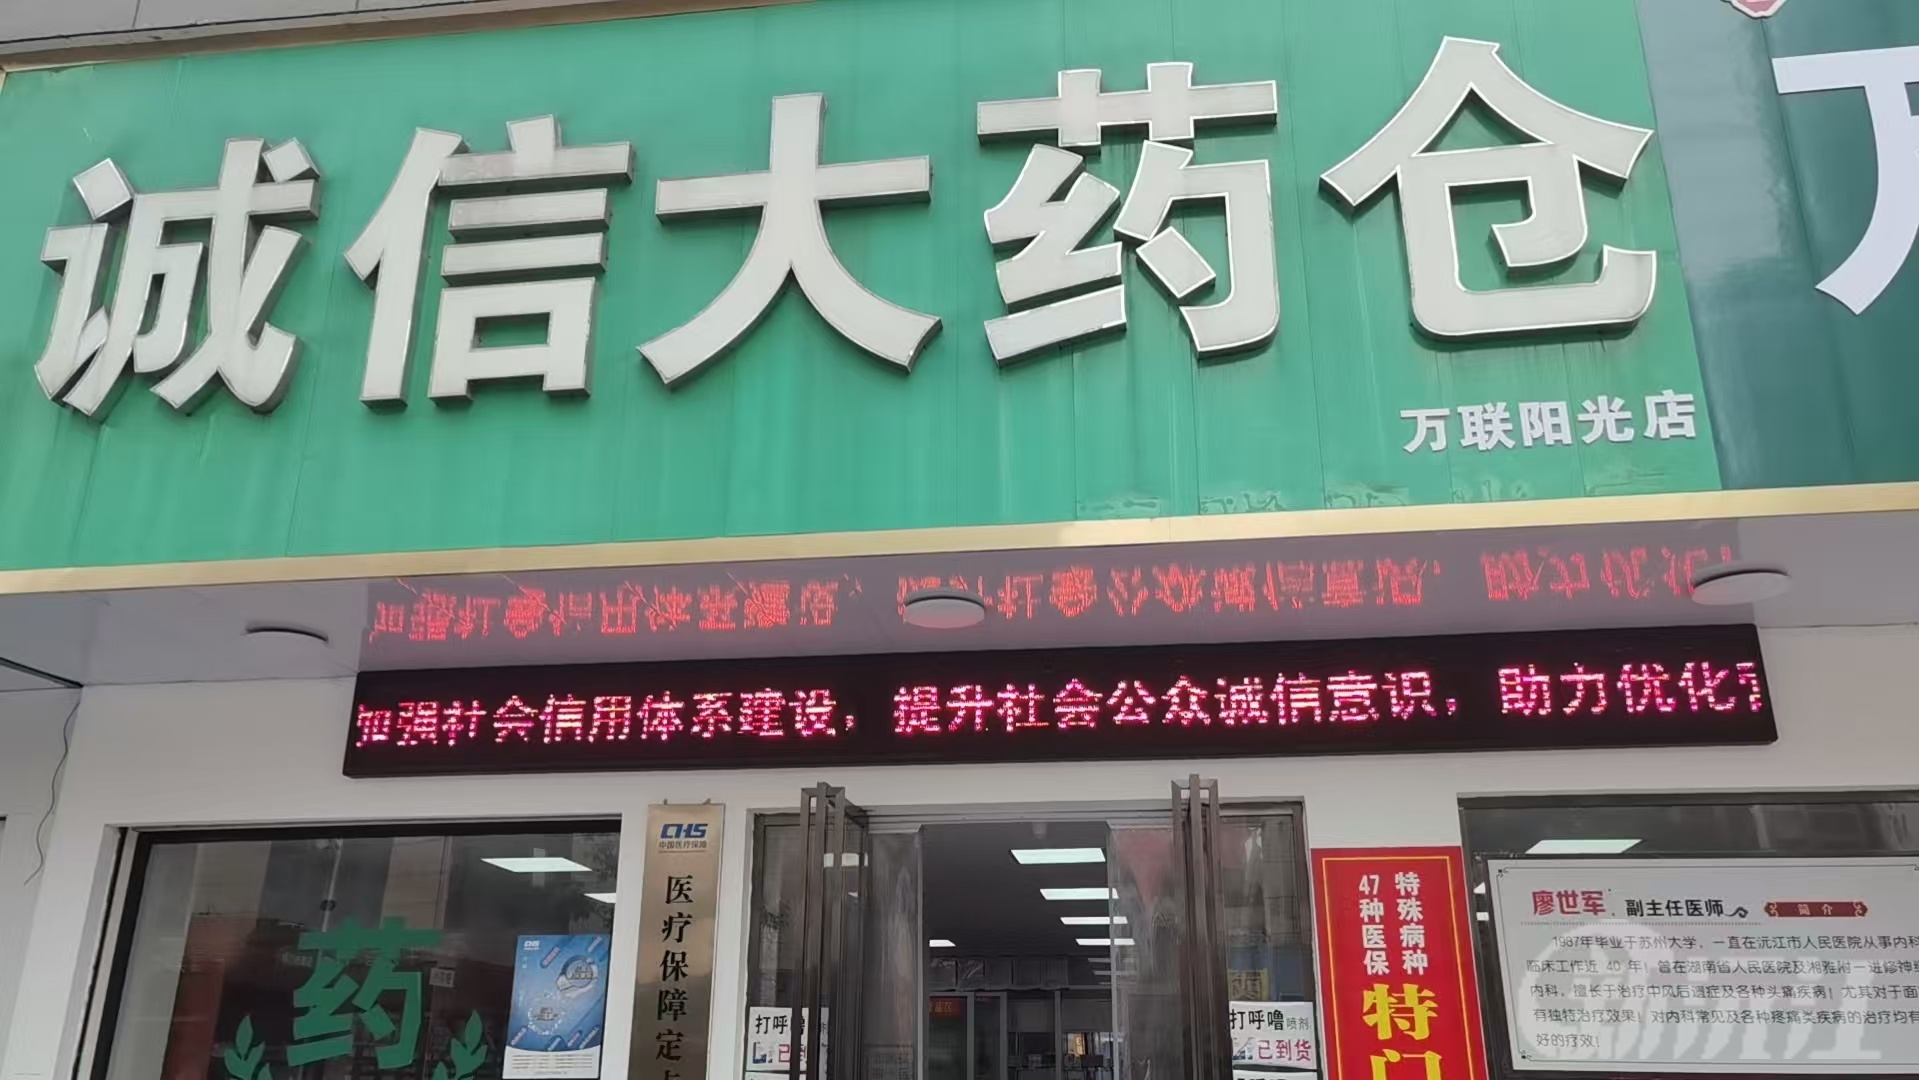 诚信大药仓
万联阳光店
加强社会信用体系建设，提升社会公众诚信意识，助力优化
CHS
中国医疗保障
医疗保障定
药
特殊病种
47种医保
特门
打呼噜
已到货
打呼噜喷剂
已到货
廖世军 副主任医师 简介
1987年毕业于苏州大学，一直在沅江市人民医院从事内科
临床工作近 40 年！曾在湖南省人民医院及湘雅附一进修神经
内科，擅长于治疗中风后遗症及各种头痛疾病！尤其对于面
有独特治疗效果！对内科常见及各种疼痛类疾病的治疗均有
好的疗效！